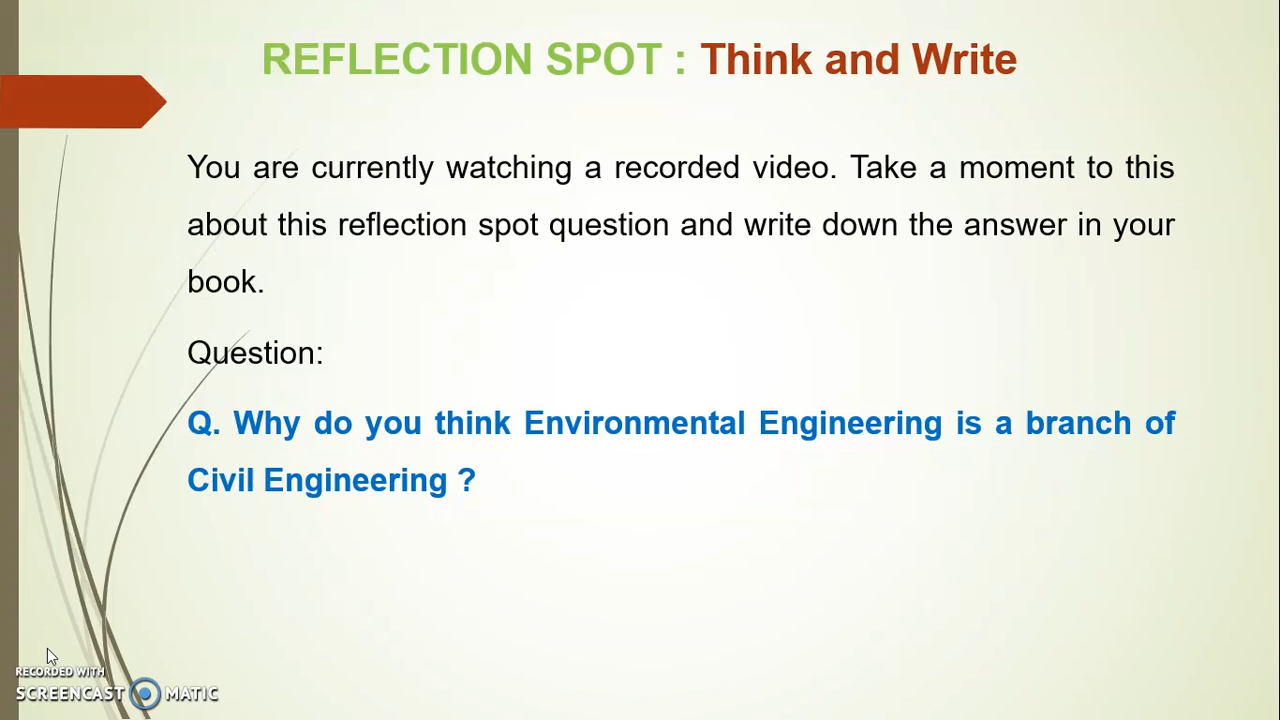 REFLECTION SPOT : Think and Write
You are currently watching a recorded video. Take a moment to this
about this reflection spot question and write down the answer in your
book.
Question:
Q. Why do you think Environmental Engineering is a branch of
Civil Engineering ?
RECORDED WITH
SCREENCAST MATIC